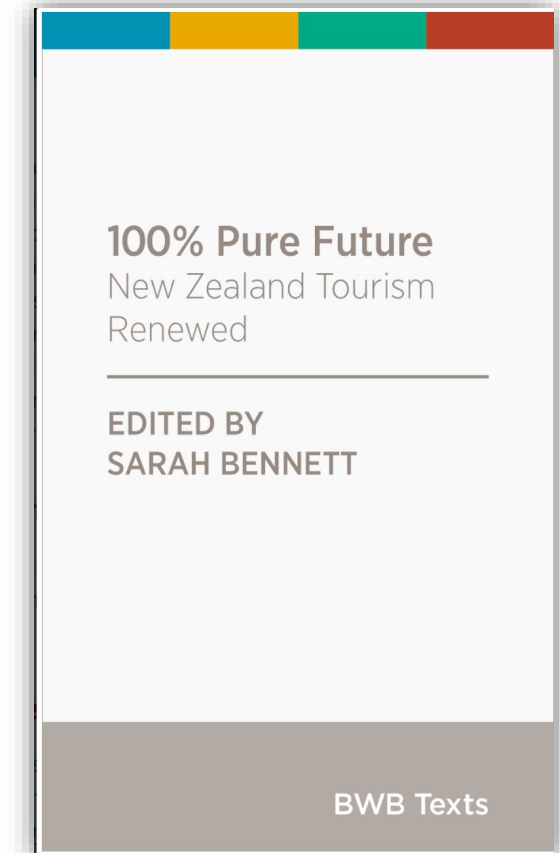 100% Pure Future
New Zealand Tourism
Renewed
EDITED BY
SARAH BENNETT
BWB Texts